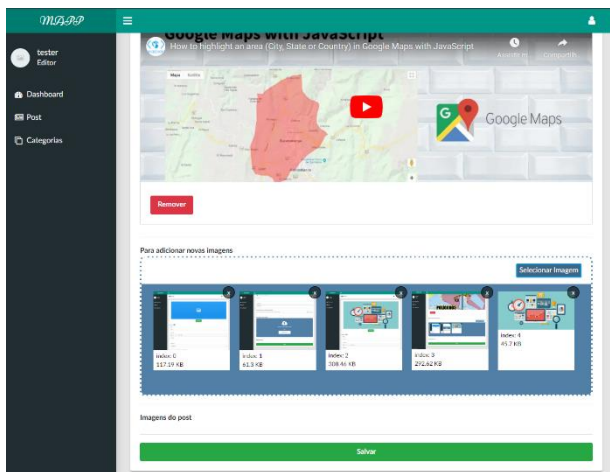 MAPP
tester
Editor
Dashboard
Post
Categorias
Google Maps with JavaScript
How to highlight an area (City, State or Country) in Google Maps with JavaScript
Google Maps
Remover
Para adicionar novas imagens
Selecionar Imagem
X
X
X
X
X
index: 0
117.19 KB
index: 1
61.3 KB
index: 2
308.46 KB
index: 3
292.62 KB
index: 4
45.7 KB
Imagens do post
Salvar